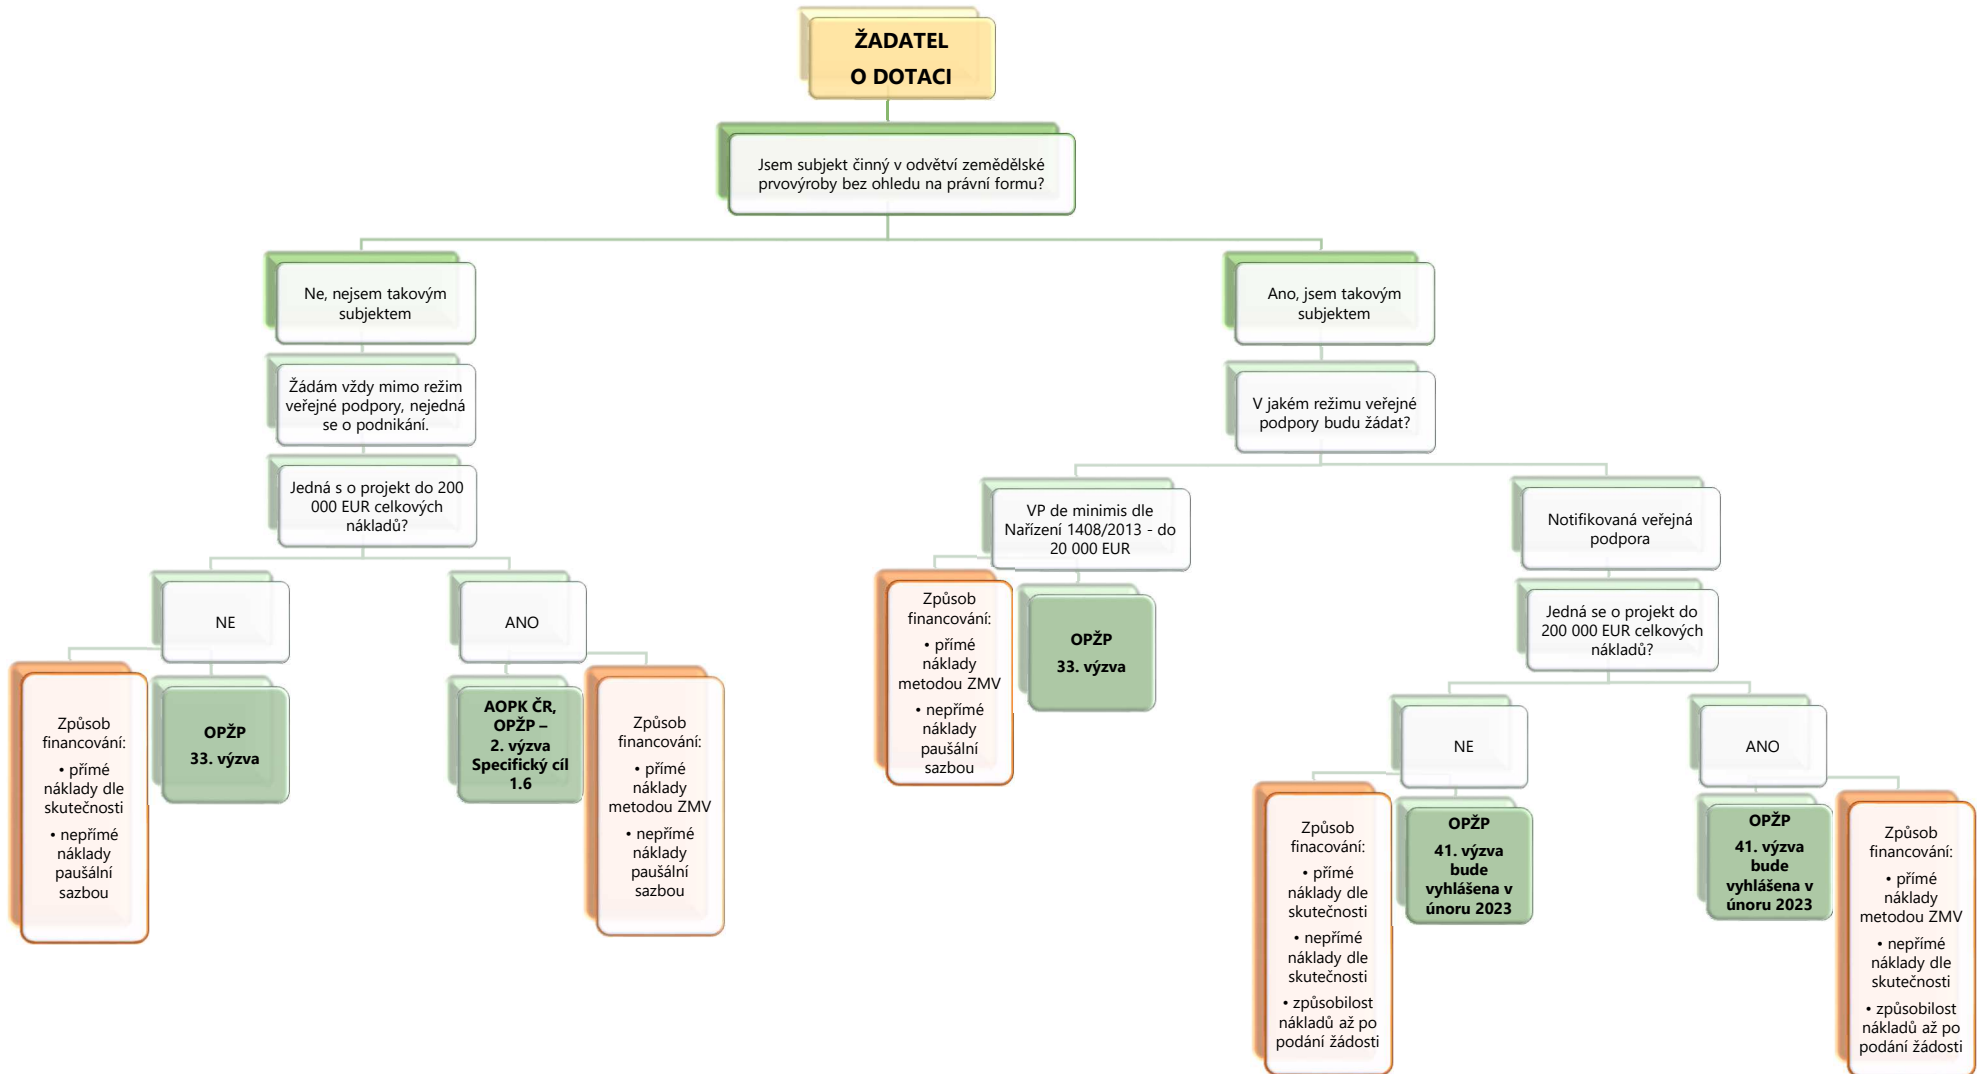 ŽADATEL
O DOTACI
Jsem subjekt činný v odvětví zemědělské
prvovýroby bez ohledu na právní formu?
Ne, nejsem takovým
subjektem
Žádám vždy mimo režim
veřejné podpory, nejedná
se o podnikání.
Jedná s o projekt do 200
000 EUR celkových
nákladů?
NE
Způsob
financování:
• přímé
náklady dle
skutečnosti
• nepřímé
náklady
paušální
sazbou
OPŽP
33. výzva
ANO
AOPK ČR,
OPŽP –
2. výzva
Specifický cíl
1.6
Způsob
financování:
• přímé
náklady
metodou ZMV
• nepřímé
náklady
paušální
sazbou
Ano, jsem takovým
subjektem
V jakém režimu veřejné
podpory budu žádat?
VP de minimis dle
Nařízení 1408/2013 - do
20 000 EUR
Způsob
financování:
• přímé
náklady
metodou ZMV
• nepřímé
náklady
paušální
sazbou
OPŽP
33. výzva
Notifikovaná veřejná
podpora
Jedná se o projekt do
200 000 EUR celkových
nákladů?
NE
Způsob
finacování:
• přímé
náklady dle
skutečnosti
• nepřímé
náklady dle
skutečnosti
• způsobilost
nákladů až po
podání žádosti
OPŽP
41. výzva
bude
vyhlášena v
únoru 2023
ANO
OPŽP
41. výzva
bude
vyhlášena v
únoru 2023
Způsob
financování:
• přímé
náklady
metodou ZMV
• nepřímé
náklady dle
skutečnosti
• způsobilost
nákladů až po
podání žádosti